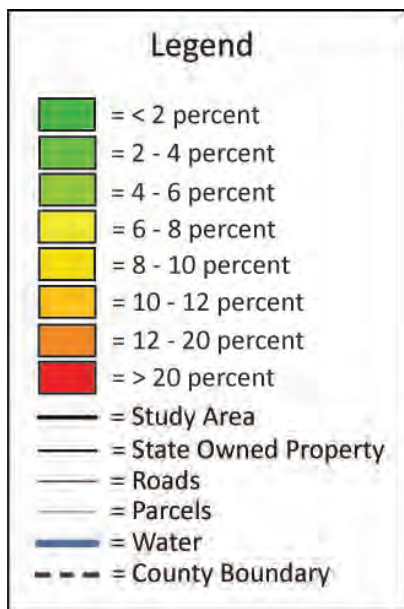 Legend
= < 2 percent
= 2 - 4 percent
= 4 - 6 percent
= 6 - 8 percent
= 8 - 10 percent
= 10 - 12 percent
= 12 - 20 percent
= > 20 percent
= Study Area
= State Owned Property
= Roads
= Parcels
= Water
= County Boundary